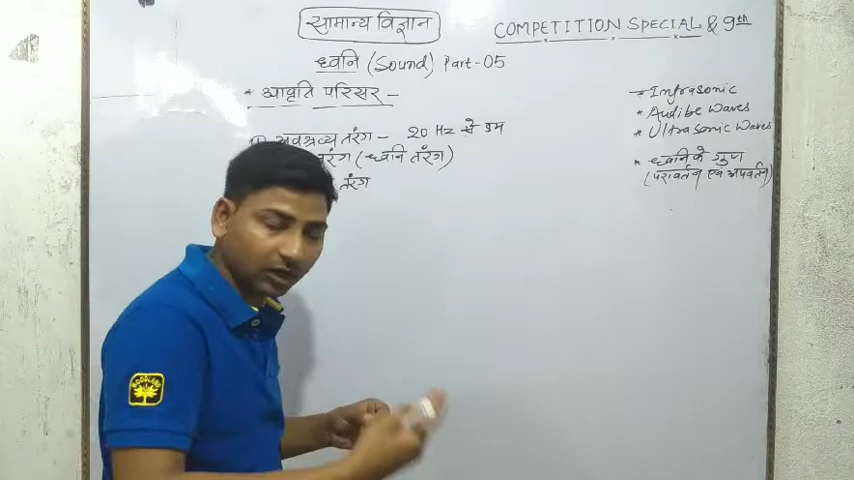 सामान्य विज्ञान
COMPETITION SPECIAL & 9th
ध्वनि (Sound) Part-05
* आवृति परिसर -
अवश्रव्य तरंग - 20 Hz से कम
तरंग (ध्वनि तरंग)
तरंग
* Infrasonic
* Audibe waves
* Ultrasonic Waves
* ध्वनि के गुण
(परावर्तन एवं अपवर्तन)
WOODLAND